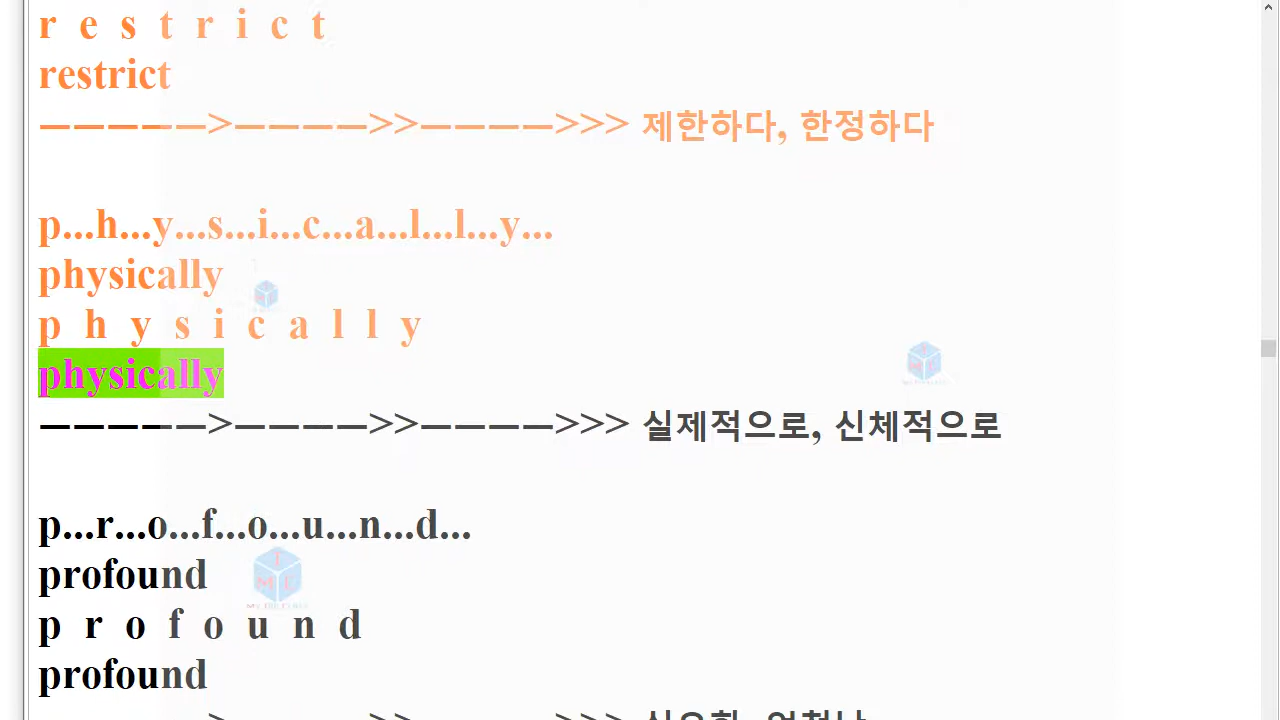 r e s t r i c t
restrict
—————>————>>————>>> 제한하다, 한정하다
p...h...y...s...i...c...a...l...l...y...
physically
p h y s i c a l l y
physically
—————>————>>————>>> 실제적으로, 신체적으로
p...r...o...f...o...u...n...d...
profound
p r o f o u n d
profound